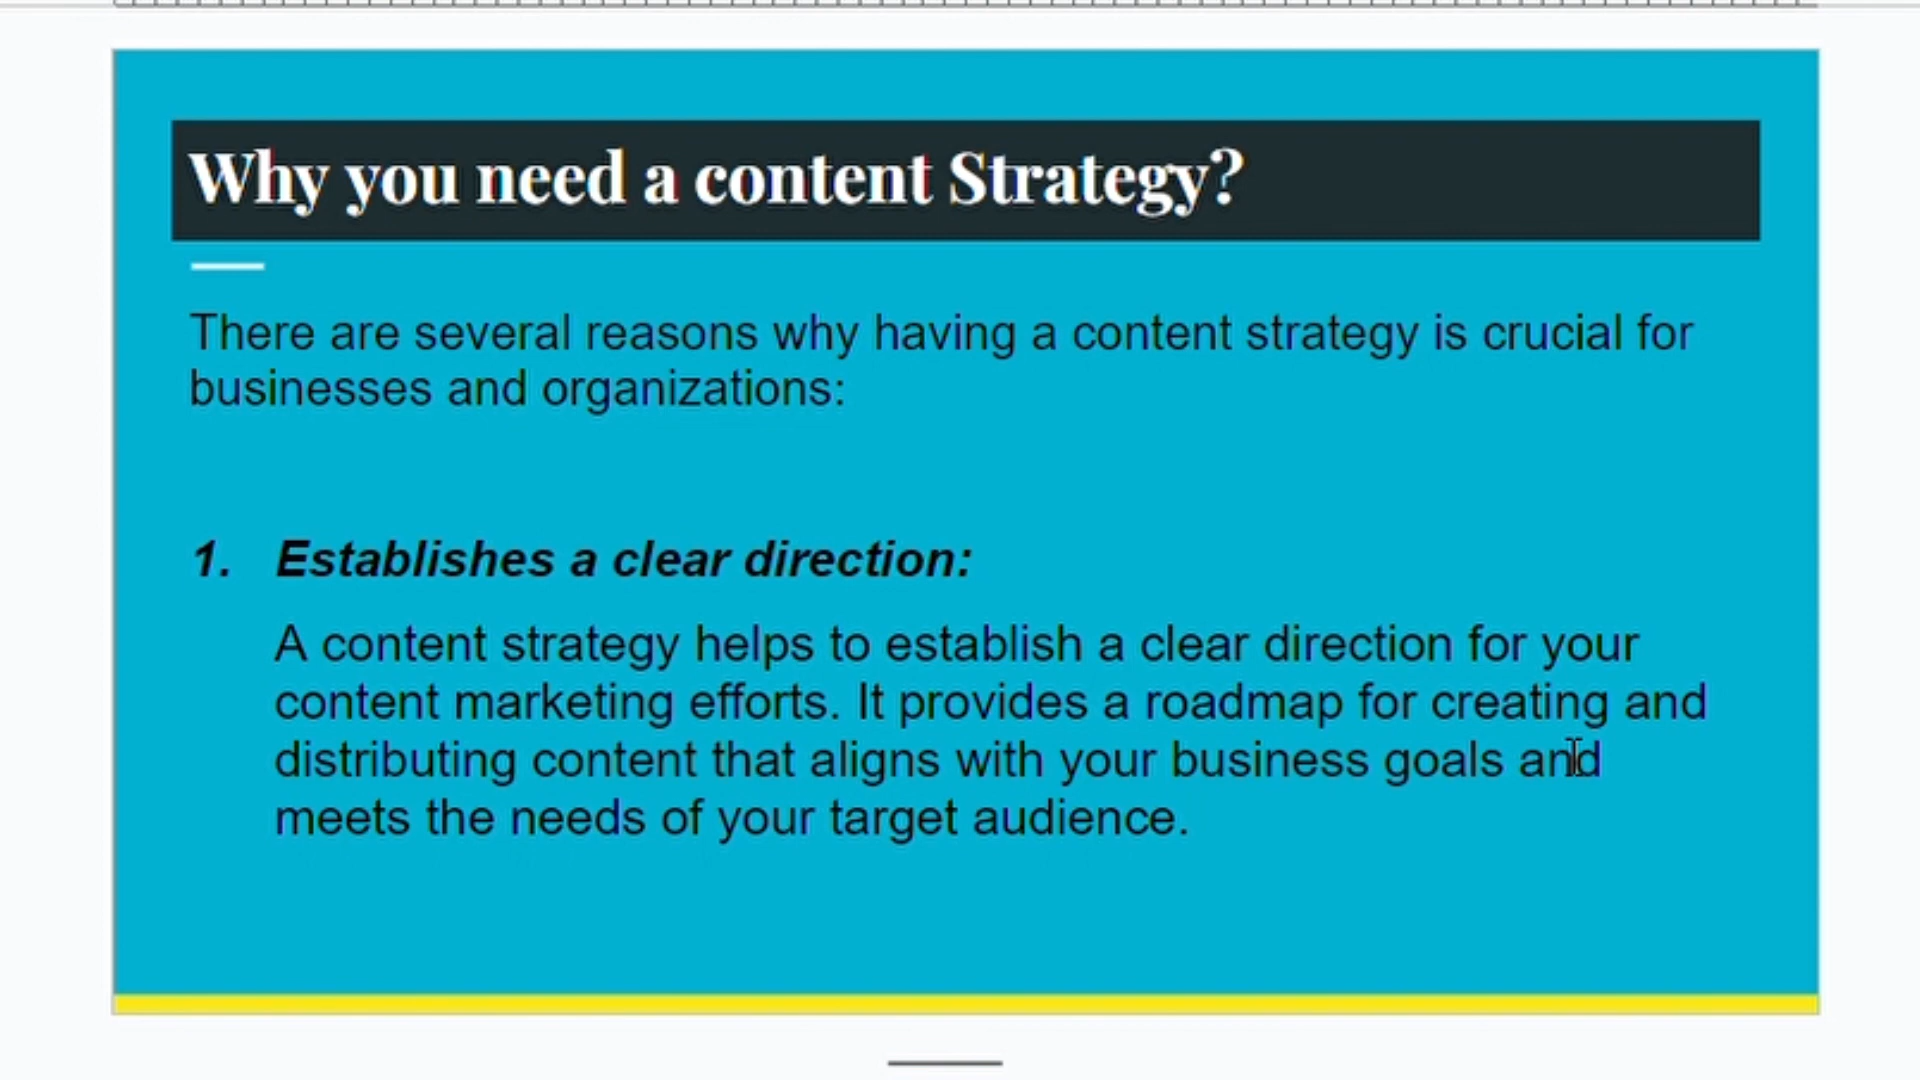 Why you need a content Strategy?
There are several reasons why having a content strategy is crucial for
businesses and organizations:
1. Establishes a clear direction:
A content strategy helps to establish a clear direction for your
content marketing efforts. It provides a roadmap for creating and
distributing content that aligns with your business goals and
meets the needs of your target audience.